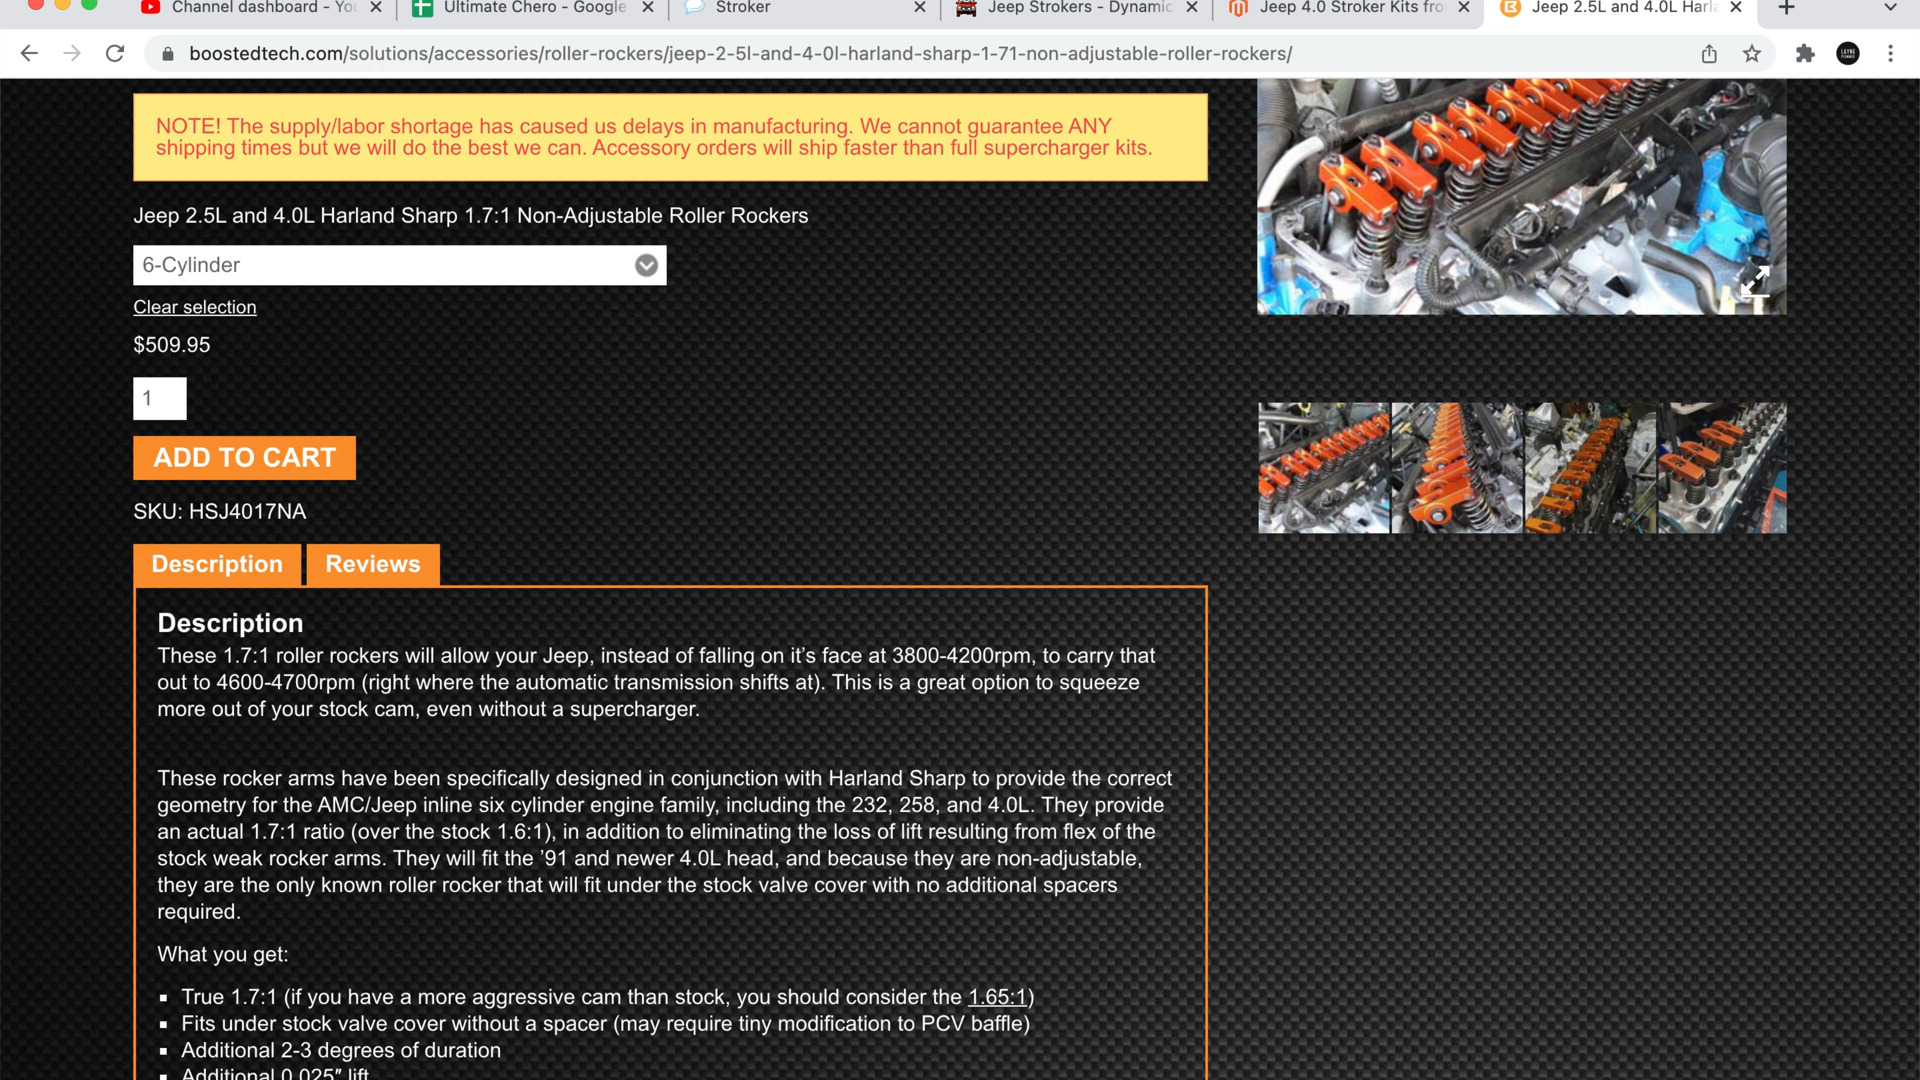 Channel dashboard - You
Ultimate Chero - Google
Stroker
Jeep Strokers - Dynamic
Jeep 4.0 Stroker Kits fro
Jeep 2.5L and 4.0L Harla
boostedtech.com/solutions/accessories/roller-rockers/jeep-2-5l-and-4-0l-harland-sharp-1-71-non-adjustable-roller-rockers/
NOTE! The supply/labor shortage has caused us delays in manufacturing. We cannot guarantee ANY
shipping times but we will do the best we can. Accessory orders will ship faster than full supercharger kits.
Jeep 2.5L and 4.0L Harland Sharp 1.7:1 Non-Adjustable Roller Rockers
6-Cylinder
Clear selection
$509.95
1
ADD TO CART
SKU: HSJ4017NA
Description
Reviews
Description
These 1.7:1 roller rockers will allow your Jeep, instead of falling on it’s face at 3800-4200rpm, to carry that
out to 4600-4700rpm (right where the automatic transmission shifts at). This is a great option to squeeze
more out of your stock cam, even without a supercharger.
These rocker arms have been specifically designed in conjunction with Harland Sharp to provide the correct
geometry for the AMC/Jeep inline six cylinder engine family, including the 232, 258, and 4.0L. They provide
an actual 1.7:1 ratio (over the stock 1.6:1), in addition to eliminating the loss of lift resulting from flex of the
stock weak rocker arms. They will fit the ’91 and newer 4.0L head, and because they are non-adjustable,
they are the only known roller rocker that will fit under the stock valve cover with no additional spacers
required.
What you get:
True 1.7:1 (if you have a more aggressive cam than stock, you should consider the 1.65:1)
Fits under stock valve cover without a spacer (may require tiny modification to PCV baffle)
Additional 2-3 degrees of duration
Additional 0.025″ lift